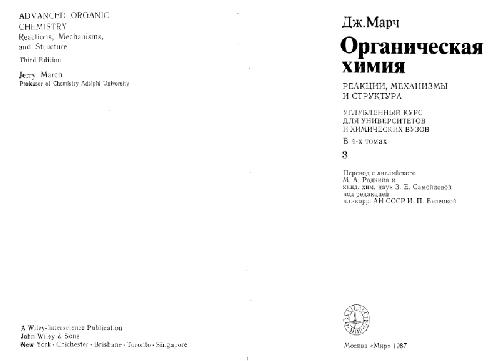 ADVANCED ORGANIC
CHEMISTRY
Reactions, Mechanisms,
and Structure
Third Edition
Jerry March
Professor of Chemistry Adelphi University
A Wiley-Interscience Publication
John Wiley & Sons
New York · Chichester · Brisbane · Toronto · Singapore
Дж.Марч
Органическая
химия
РЕАКЦИИ, МЕХАНИЗМЫ
И СТРУКТУРА
УГЛУБЛЕННЫЙ КУРС
ДЛЯ УНИВЕРСИТЕТОВ
И ХИМИЧЕСКИХ ВУЗОВ
В 4-х томах
3
Перевод с английского
М. А. Родкина и
канд. хим. наук З. Е. Самойловой
под редакцией
чл.-корр. АН СССР И. П. Белецкой
Москва «Мир» 1987